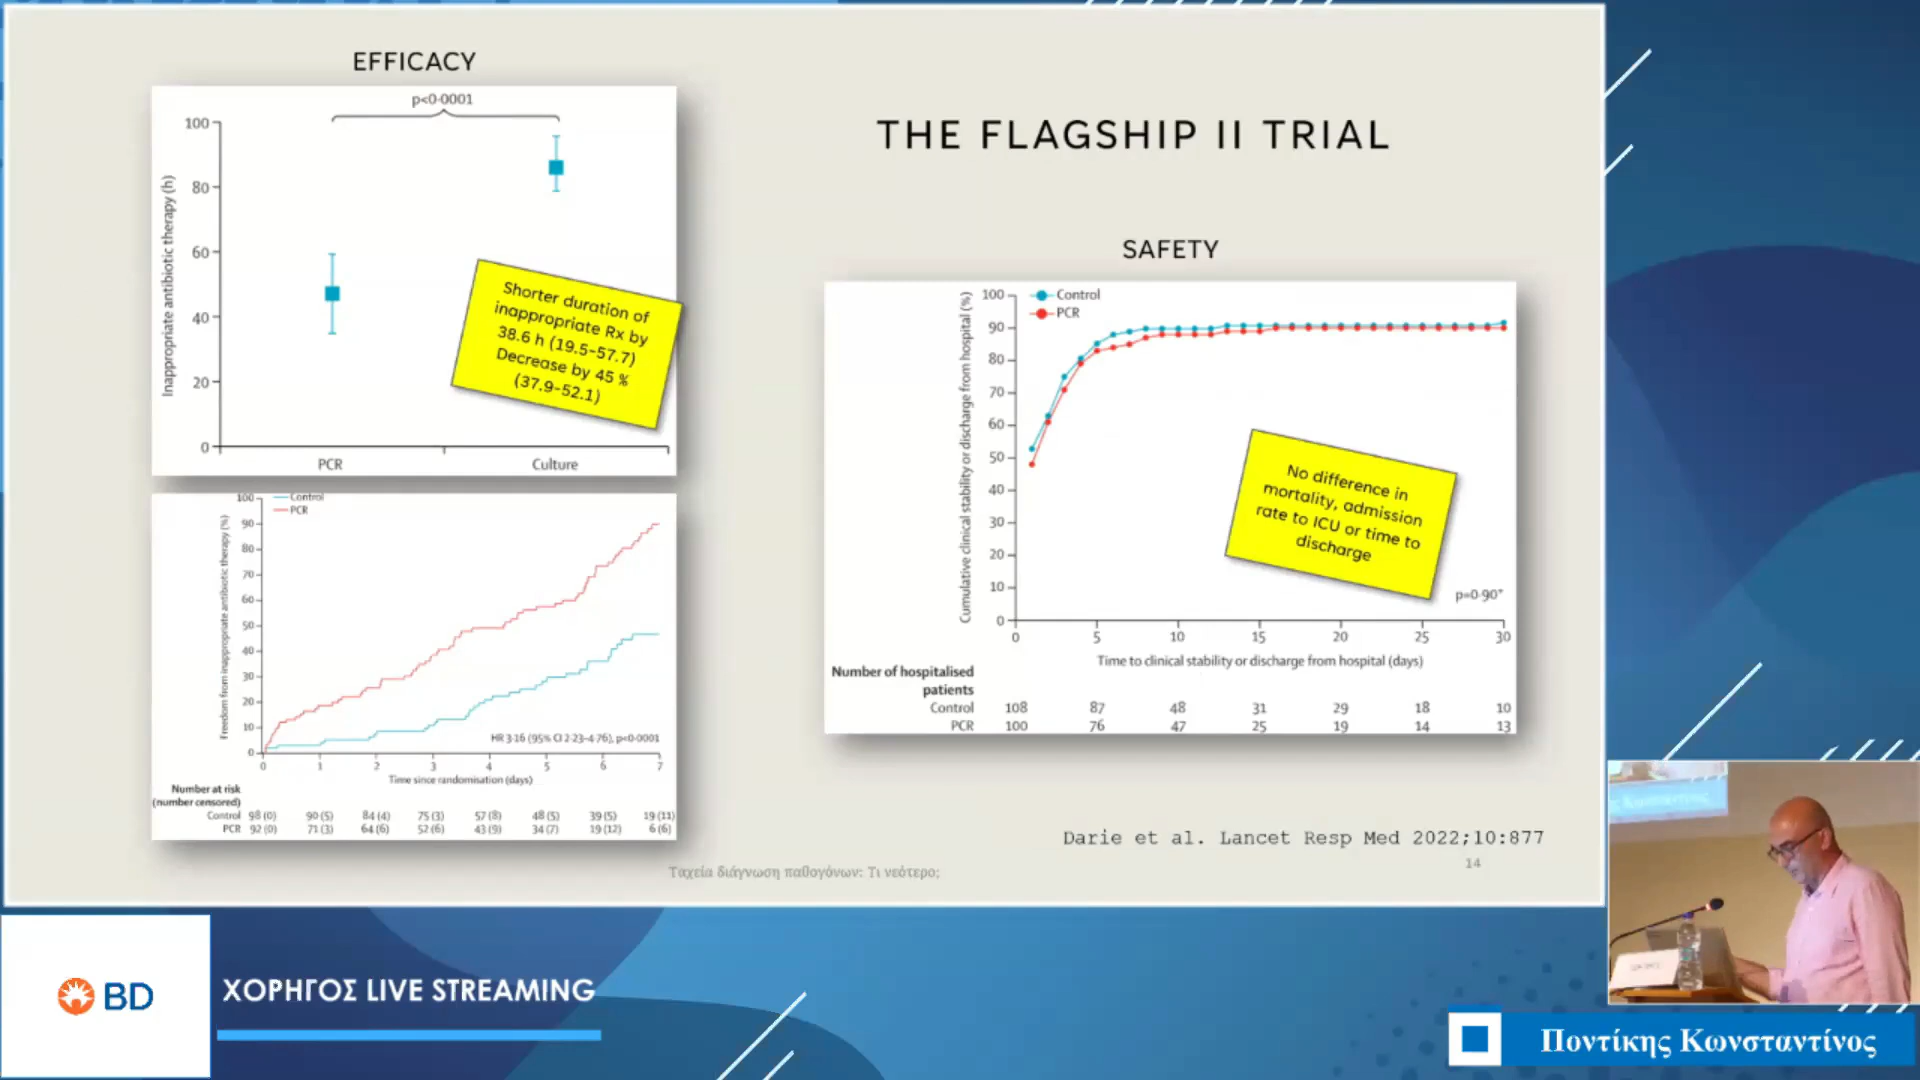 EFFICACY
p<0·0001
Inappropriate antibiotic therapy (h)
100
80
60
40
20
0
PCR
Culture
Shorter duration of
inappropriate Rx by
38.6 h (19.5-57.7)
Decrease by 45 %
(37.9-52.1)
Freedom from inappropriate antibiotic therapy (%)
100
90
80
70
60
50
40
30
20
10
0
Control
PCR
HR 3·16 (95% CI 2·23-4·76), p<0·0001
0 1 2 3 4 5 6 7
Time since randomisation (days)
Number at risk
(number censored)
Control 98 (0) 90 (5) 84 (4) 75 (3) 57 (8) 48 (5) 39 (5) 19 (11)
PCR 92 (0) 71 (3) 64 (6) 52 (6) 43 (9) 34 (7) 19 (12) 6 (6)
THE FLAGSHIP II TRIAL
SAFETY
Cumulative clinical stability or discharge from hospital (%)
100
90
80
70
60
50
40
30
20
10
0
Control
PCR
No difference in
mortality, admission
rate to ICU or time to
discharge
p=0·90*
0 5 10 15 20 25 30
Time to clinical stability or discharge from hospital (days)
Number of hospitalised
patients
Control 108 87 48 31 29 18 10
PCR 100 76 47 25 19 14 13
Darie et al. Lancet Resp Med 2022;10:877
14
Ταχεία διάγνωση παθογόνων: Τι νεότερο;
BD
ΧΟΡΗΓΟΣ LIVE STREAMING
Ποντίκης Κωνσταντίνος